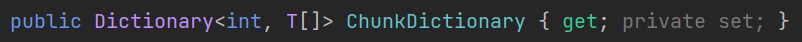 public Dictionary<int, T[]> ChunkDictionary { get; private set; }